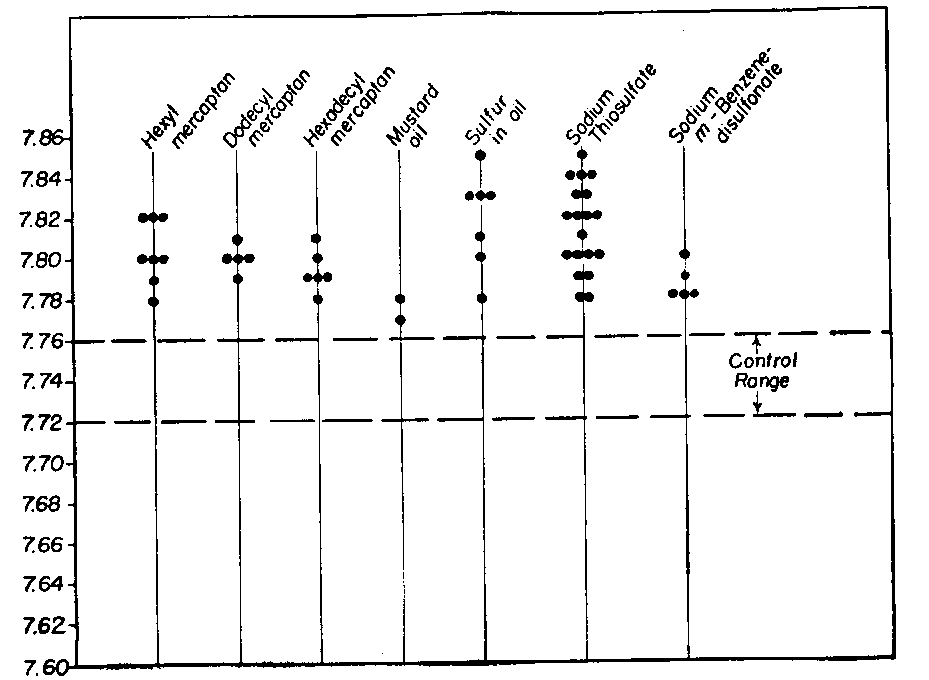 Hexyl
mercaptan
Dodecyl
mercaptan
Hexadecyl
mercaptan
Mustard
oil
Sulfur
in oil
Sodium
Thiosulfate
Sodium
m - Benzene-
disulfonate
7.86
7.84
7.82
7.80
7.78
7.76
7.74
7.72
7.70
7.68
7.66
7.64
7.62
7.60
Control
Range